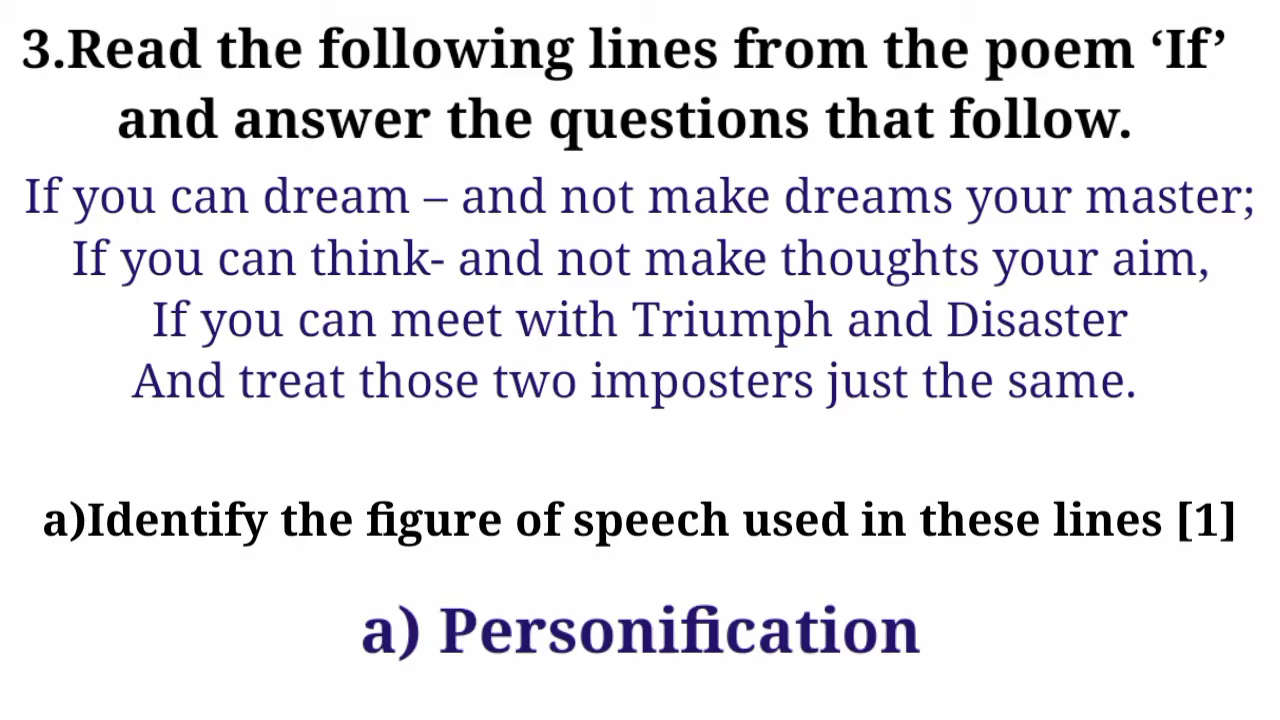 3.Read the following lines from the poem ‘If’
and answer the questions that follow.
If you can dream – and not make dreams your master;
If you can think- and not make thoughts your aim,
If you can meet with Triumph and Disaster
And treat those two imposters just the same.
a)Identify the figure of speech used in these lines [1]
a) Personification